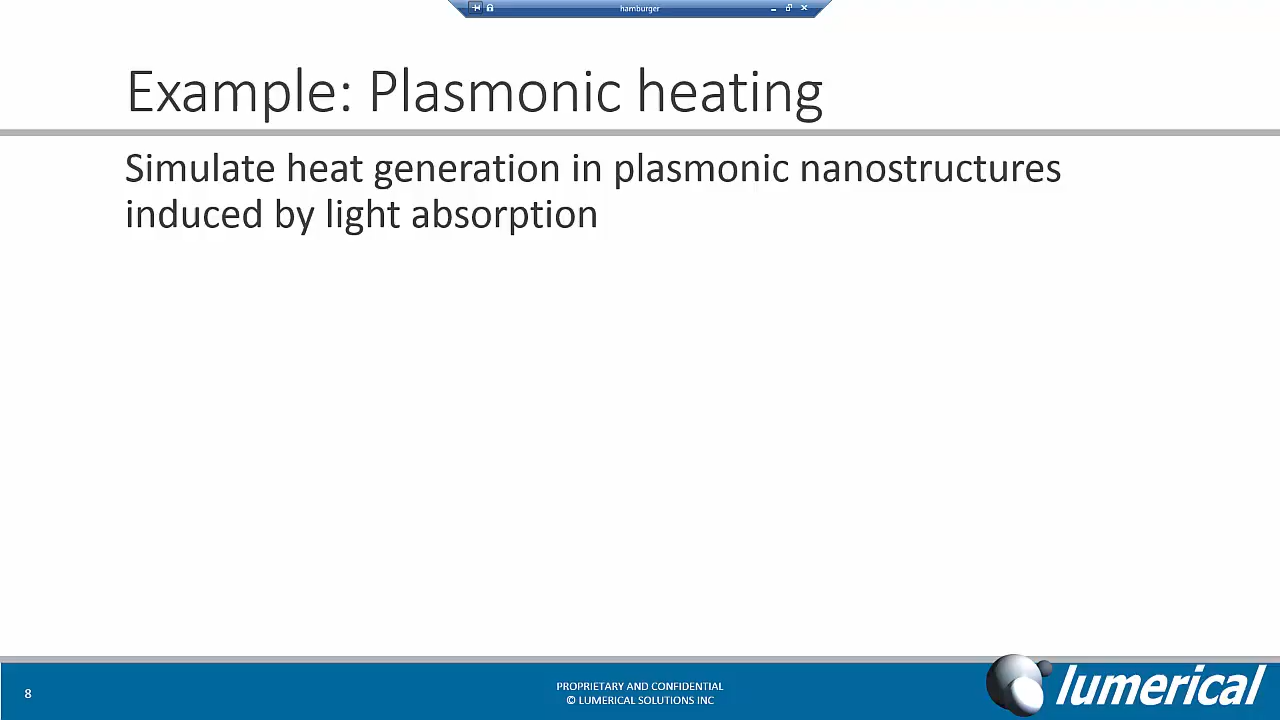 hamburger
Example: Plasmonic heating
Simulate heat generation in plasmonic nanostructures
induced by light absorption
8
PROPRIETARY AND CONFIDENTIAL
© LUMERICAL SOLUTIONS INC
lumerical